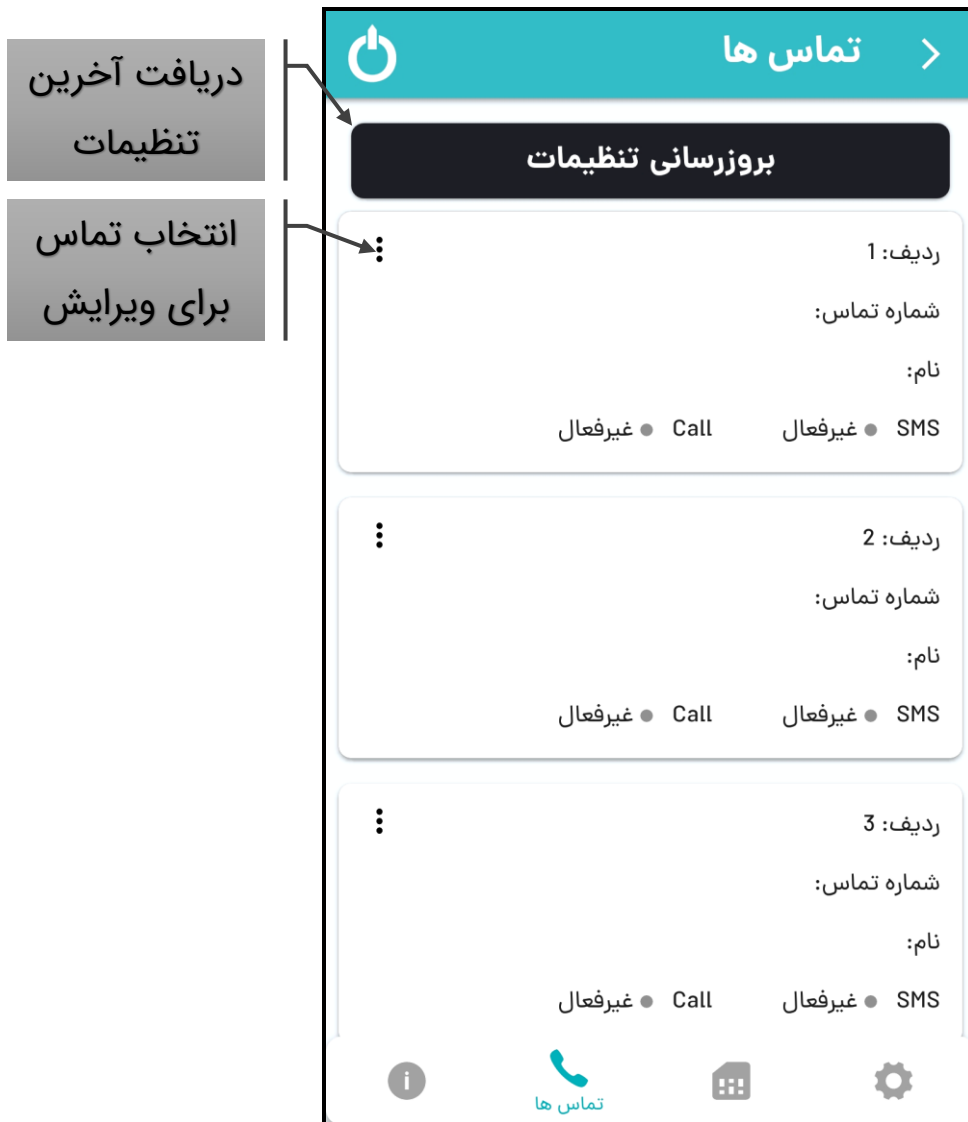 دریافت آخرین
تنظیمات
انتخاب تماس
برای ویرایش
تماس ها
بروزرسانی تنظیمات
ردیف: 1
شماره تماس:
نام:
SMS غیرفعال Call غیرفعال
ردیف: 2
شماره تماس:
نام:
SMS غیرفعال Call غیرفعال
ردیف: 3
شماره تماس:
نام:
SMS غیرفعال Call غیرفعال
تماس ها